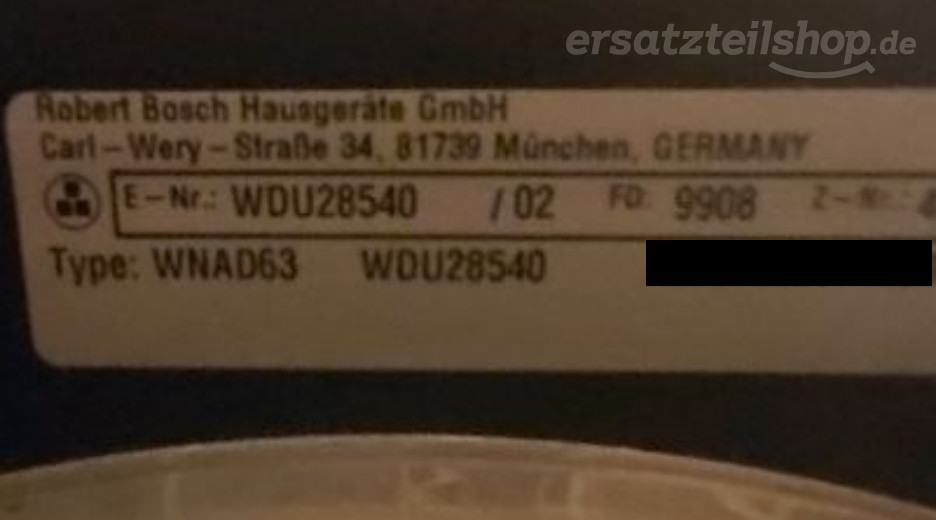 ersatzteilshop.de
Robert Bosch Hausgeräte GmbH
Carl-Wery-Straße 34, 81739 München, GERMANY
E-Nr.: WDU28540 /02 FD: 9908 Z-Nr.:
Type: WNAD63 WDU28540